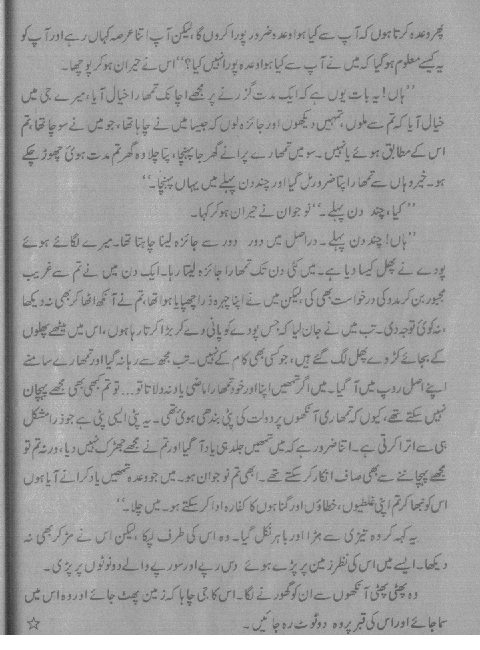 پھر وعدہ کرتا ہوں کہ آپ سے کیا ہوا وعدہ ضرور پورا کروں گا، لیکن آپ اتنا عرصہ کہاں رہے اور آپ کو
یہ کیسے معلوم ہو گیا کہ میں نے آپ سے کیا ہوا وعدہ پورا نہیں کیا؟‘‘ اس نے حیران ہو کر پوچھا۔
’’ہاں! یہ بات یوں ہے کہ ایک مدت گزرنے پر مجھے اچانک تمھارا خیال آیا، میرے جی میں
خیال آیا کہ تم سے ملوں، تمہیں دیکھوں اور جائزہ لوں کہ جیسا میں نے چاہا تھا، جو میں نے سوچا تھا، تم
اس کے مطابق ہوئے یا نہیں۔ سو میں تمھارے پرانے گھر جا پہنچا، پتا چلا وہ گھر تم مدت ہوئی چھوڑ چکے
ہو۔ خیر وہاں سے تمھارا پتا ضرور مل گیا اور چند دن پہلے میں یہاں پہنچا۔‘‘
’’کیا، چند دن پہلے۔‘‘ نوجوان نے حیران ہو کر کہا۔
’’ہاں! چند دن پہلے۔ دراصل میں دور دور سے جائزہ لینا چاہتا تھا۔ میرے لگائے ہوئے
پودے نے پھل کیسا دیا ہے۔ میں کئی دن تک تمھارا جائزہ لیتا رہا۔ ایک دن میں نے تم سے غریب
مجبور بن کر مدد کی درخواست بھی کی، لیکن میں نے اپنا چہرہ ذرا چھپایا ہوا تھا، تم نے آنکھ اٹھا کر بھی نہ دیکھا
، نہ کوئی توجہ دی۔ تب میں نے جان لیا کہ جس پودے کو پانی دے کر بڑا کرتا رہا ہوں، اس میں میٹھے پھلوں
کے بجائے کڑوے پھل لگ گئے ہیں، جو کسی بھی کام کے نہیں۔ تب مجھ سے رہا نہ گیا اور تمھارے سامنے
اپنے اصل روپ میں آ گیا۔ میں اگر تمھیں اپنا اور خود تمھارا ماضی یاد نہ دلاتا تو... تو تم کبھی بھی مجھے پہچان
نہیں سکتے تھے، کیوں کہ تمھاری آنکھوں پر دولت کی پٹی بندھی ہوئی تھی۔ یہ پٹی ایسی پٹی ہے جو ذرا مشکل
ہی سے اترا کرتی ہے۔ اتنا ضرور ہے کہ میں تمھیں جلد ہی یاد آ گیا اور تم نے مجھے جھڑک نہیں دیا، ورنہ تم تو
مجھے پہچاننے سے بھی صاف انکار کر سکتے تھے۔ ابھی تم نوجوان ہو۔ میں جو وعدہ تمھیں یاد کرانے آیا ہوں
اس کو نبھا کر تم اپنی غلطیوں، خطاؤں اور گناہوں کا کفارہ ادا کر سکتے ہو۔ میں چلا۔‘‘
یہ کہہ کر وہ تیزی سے مڑا اور باہر نکل گیا۔ وہ اس کی طرف لپکا، لیکن اس نے مڑ کر بھی نہ
دیکھا۔ ایسے میں اس کی نظر زمین پر پڑے ہوئے دس رپے اور سو رپے والے دو نوٹوں پر پڑی۔
وہ پھٹی پھٹی آنکھوں سے ان کو گھورنے لگا۔ اس کا جی چاہا کہ زمین پھٹ جائے اور وہ اس میں
سما جائے اور اس کی قبر پر وہ دو نوٹ رہ جائیں۔ ☆